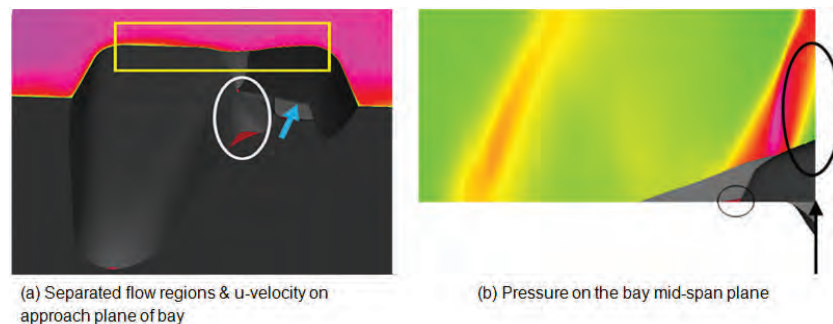 (a) Separated flow regions & u-velocity on
approach plane of bay
(b) Pressure on the bay mid-span plane